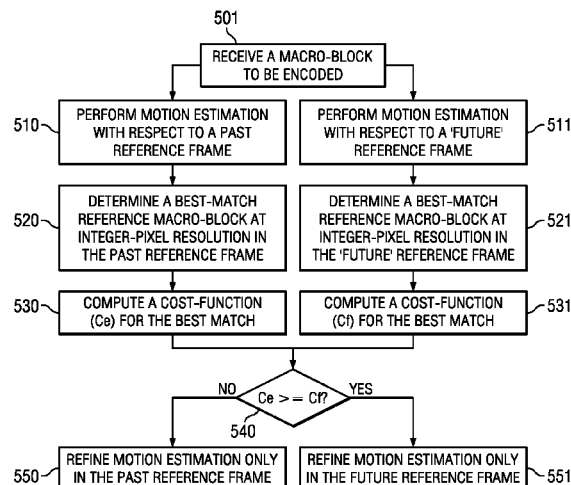 501
RECEIVE A MACRO-BLOCK
TO BE ENCODED
510
PERFORM MOTION ESTIMATION
WITH RESPECT TO A PAST
REFERENCE FRAME
PERFORM MOTION ESTIMATION
WITH RESPECT TO A 'FUTURE'
REFERENCE FRAME
511
520
DETERMINE A BEST-MATCH
REFERENCE MACRO-BLOCK AT
INTEGER-PIXEL RESOLUTION IN
THE PAST REFERENCE FRAME
DETERMINE A BEST-MATCH
REFERENCE MACRO-BLOCK AT
INTEGER-PIXEL RESOLUTION IN
THE 'FUTURE' REFERENCE FRAME
521
530
COMPUTE A COST-FUNCTION
(Ce) FOR THE BEST MATCH
COMPUTE A COST-FUNCTION
(Cf) FOR THE BEST MATCH
531
NO
Ce >= Cf?
YES
540
550
REFINE MOTION ESTIMATION ONLY
IN THE PAST REFERENCE FRAME
REFINE MOTION ESTIMATION ONLY
IN THE FUTURE REFERENCE FRAME
551